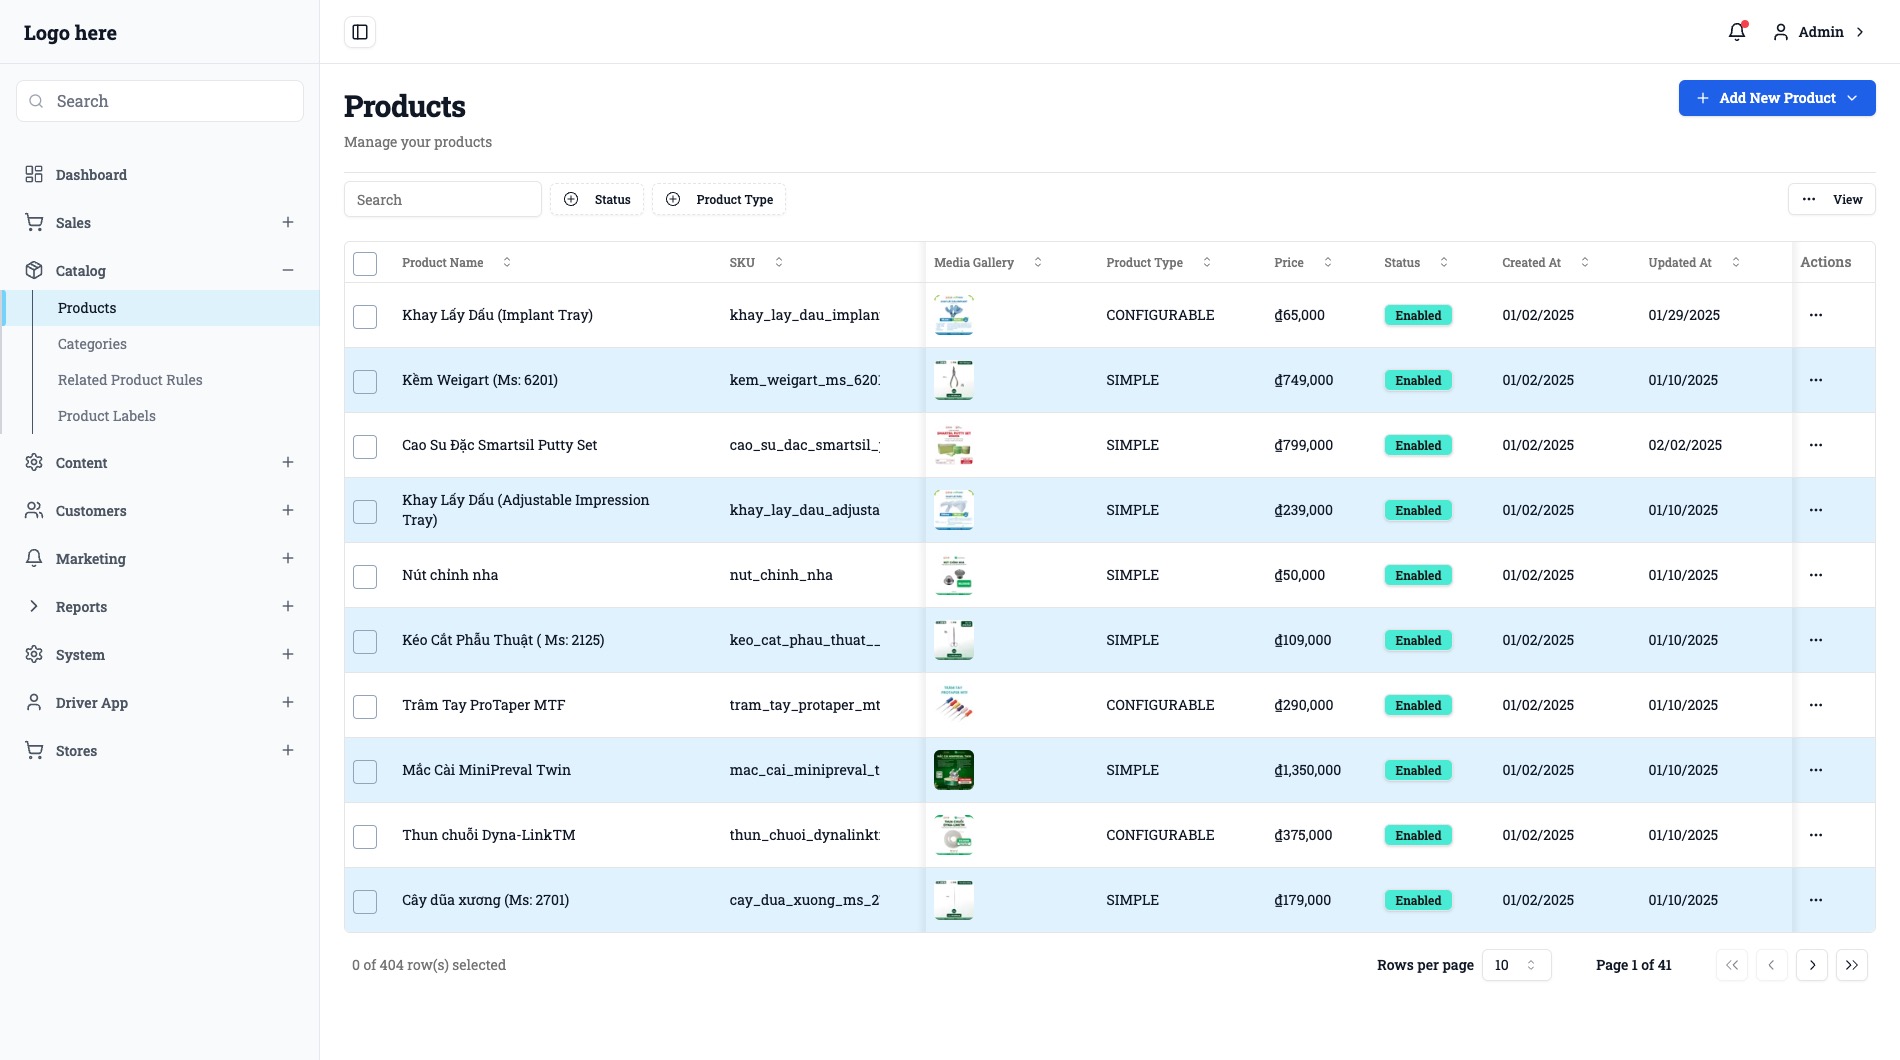 Logo here
Admin
Search
Products
Add New Product
Manage your products
Dashboard
Sales
Catalog
Products
Categories
Related Product Rules
Product Labels
Content
Customers
Marketing
Reports
System
Driver App
Stores
Search
Status
Product Type
View
Product Name SKU Media Gallery Product Type Price Status Created At Updated At Actions
Khay Lấy Dấu (Implant Tray) khay_lay_dau_implan CONFIGURABLE ₫65,000 Enabled 01/02/2025 01/29/2025
Kềm Weigart (Ms: 6201) kem_weigart_ms_6201 SIMPLE ₫749,000 Enabled 01/02/2025 01/10/2025
Cao Su Đặc Smartsil Putty Set cao_su_dac_smartsil_ SIMPLE ₫799,000 Enabled 01/02/2025 02/02/2025
Khay Lấy Dấu (Adjustable Impression
Tray) khay_lay_dau_adjusta SIMPLE ₫239,000 Enabled 01/02/2025 01/10/2025
Nút chỉnh nha nut_chinh_nha SIMPLE ₫50,000 Enabled 01/02/2025 01/10/2025
Kéo Cắt Phẫu Thuật ( Ms: 2125) keo_cat_phau_thuat__ SIMPLE ₫109,000 Enabled 01/02/2025 01/10/2025
Trâm Tay ProTaper MTF tram_tay_protaper_mt CONFIGURABLE ₫290,000 Enabled 01/02/2025 01/10/2025
Mắc Cài MiniPreval Twin mac_cai_minipreval_t SIMPLE ₫1,350,000 Enabled 01/02/2025 01/10/2025
Thun chuỗi Dyna-LinkTM thun_chuoi_dynalinkt CONFIGURABLE ₫375,000 Enabled 01/02/2025 01/10/2025
Cây dũa xương (Ms: 2701) cay_dua_xuong_ms_2 SIMPLE ₫179,000 Enabled 01/02/2025 01/10/2025
0 of 404 row(s) selected
Rows per page 10
Page 1 of 41